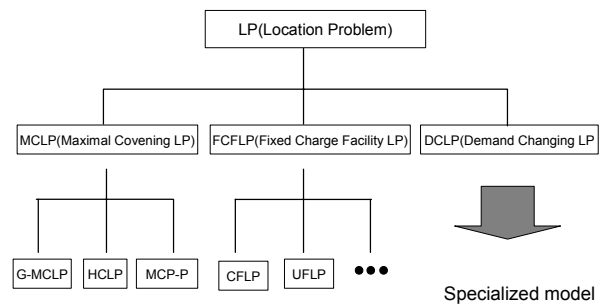 LP(Location Problem)
MCLP(Maximal Covening LP)
FCFLP(Fixed Charge Facility LP)
DCLP(Demand Changing LP
G-MCLP
HCLP
MCP-P
CFLP
UFLP
Specialized model